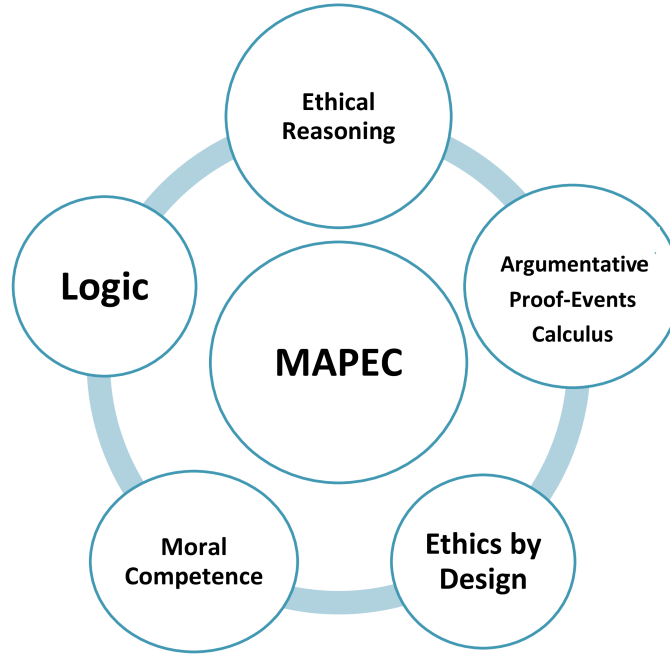 Ethical
Reasoning
Argumentative
Proof-Events
Calculus
Logic
MAPEC
Ethics by
Design
Moral
Competence